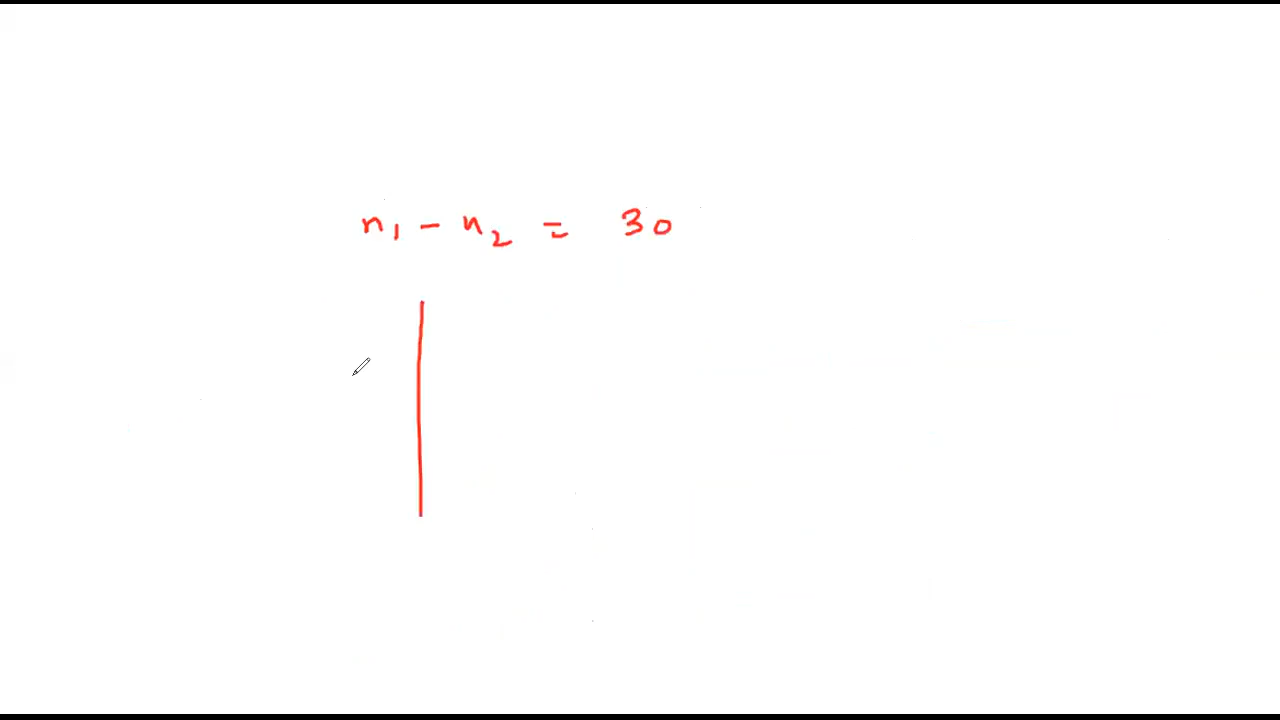 n₁ - n₂ = 30